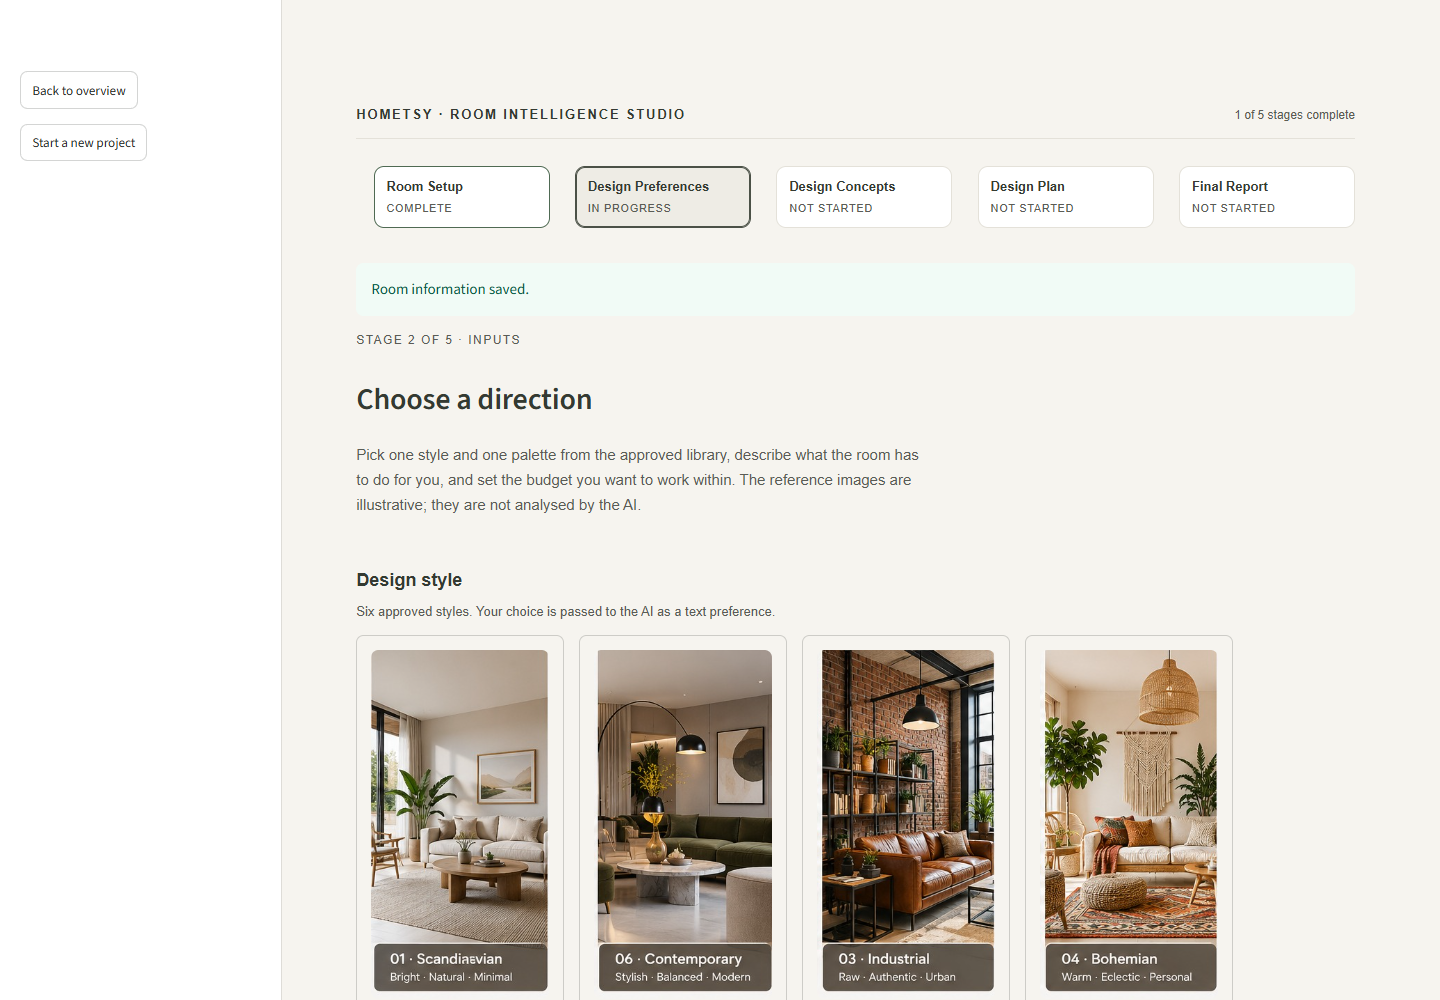 Back to overview
Start a new project
HOMETSY · ROOM INTELLIGENCE STUDIO
1 of 5 stages complete
Room Setup
COMPLETE
Design Preferences
IN PROGRESS
Design Concepts
NOT STARTED
Design Plan
NOT STARTED
Final Report
NOT STARTED
Room information saved.
STAGE 2 OF 5 · INPUTS
Choose a direction
Pick one style and one palette from the approved library, describe what the room has
to do for you, and set the budget you want to work within. The reference images are
illustrative; they are not analysed by the AI.
Design style
Six approved styles. Your choice is passed to the AI as a text preference.
01 · Scandinavian
Bright · Natural · Minimal
06 · Contemporary
Stylish · Balanced · Modern
03 · Industrial
Raw · Authentic · Urban
04 · Bohemian
Warm · Eclectic · Personal